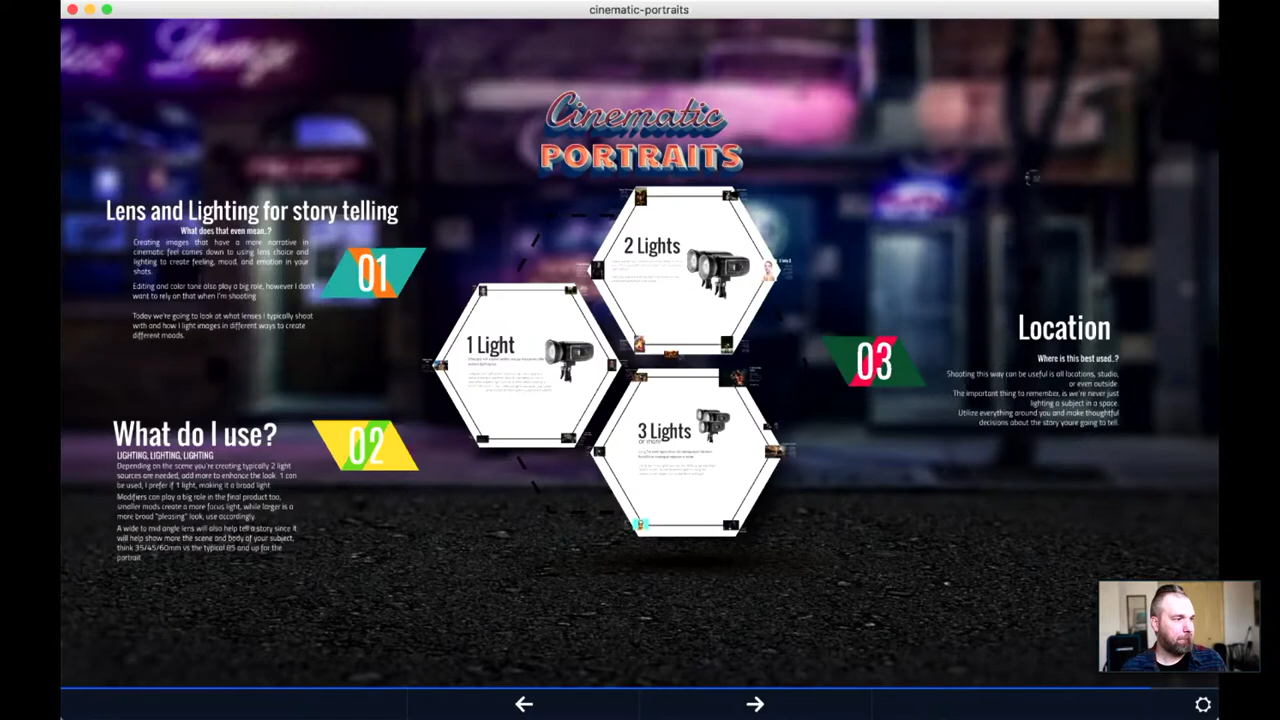 cinematic-portraits
Lounge
Cinematic
PORTRAITS
Lens and Lighting for story telling
What does that even mean..?
Creating images that have a more narrative in
cinematic feel comes down to using lens choice and
lighting to create feeling, mood, and emotion in your
shots.
Editing and color tone also play a big role, however I don't
want to rely on that when I'm shooting
Today we're going to look at what lenses I typically shoot
with and how I light images in different ways to create
different moods.
01
What do I use?
LIGHTING, LIGHTING, LIGHTING
Depending on the scene you're creating typically 2 light
sources are needed, add more to enhance the look. 1 can
be used, I prefer if 1 light, making it a broad light
Modifiers can play a big role in the final product too,
smaller mods create a more focus light, while larger is a
more broad "pleasing" look, use accordingly.
A wide to mid angle lens will also help tell a story since it
will help show more the scene and body of your subject,
think 35/45/60mm vs the typical 85 and up for the
portrait
02
1 Light
2 Lights
3 Lights
or more
03
Location
Where is this best used..?
Shooting this way can be useful is all locations, studio,
or even outside.
The important thing to remember, is we're never just
lighting a subject in a space.
Utilize everything around you and make thoughtful
decisions about the story youre going to tell.